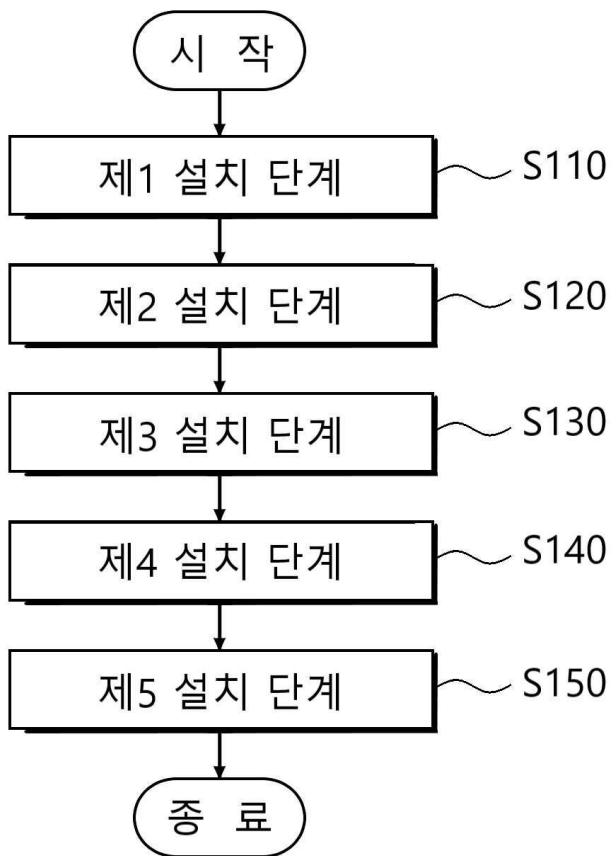 시 작
제1 설치 단계 S110
제2 설치 단계 S120
제3 설치 단계 S130
제4 설치 단계 S140
제5 설치 단계 S150
종 료